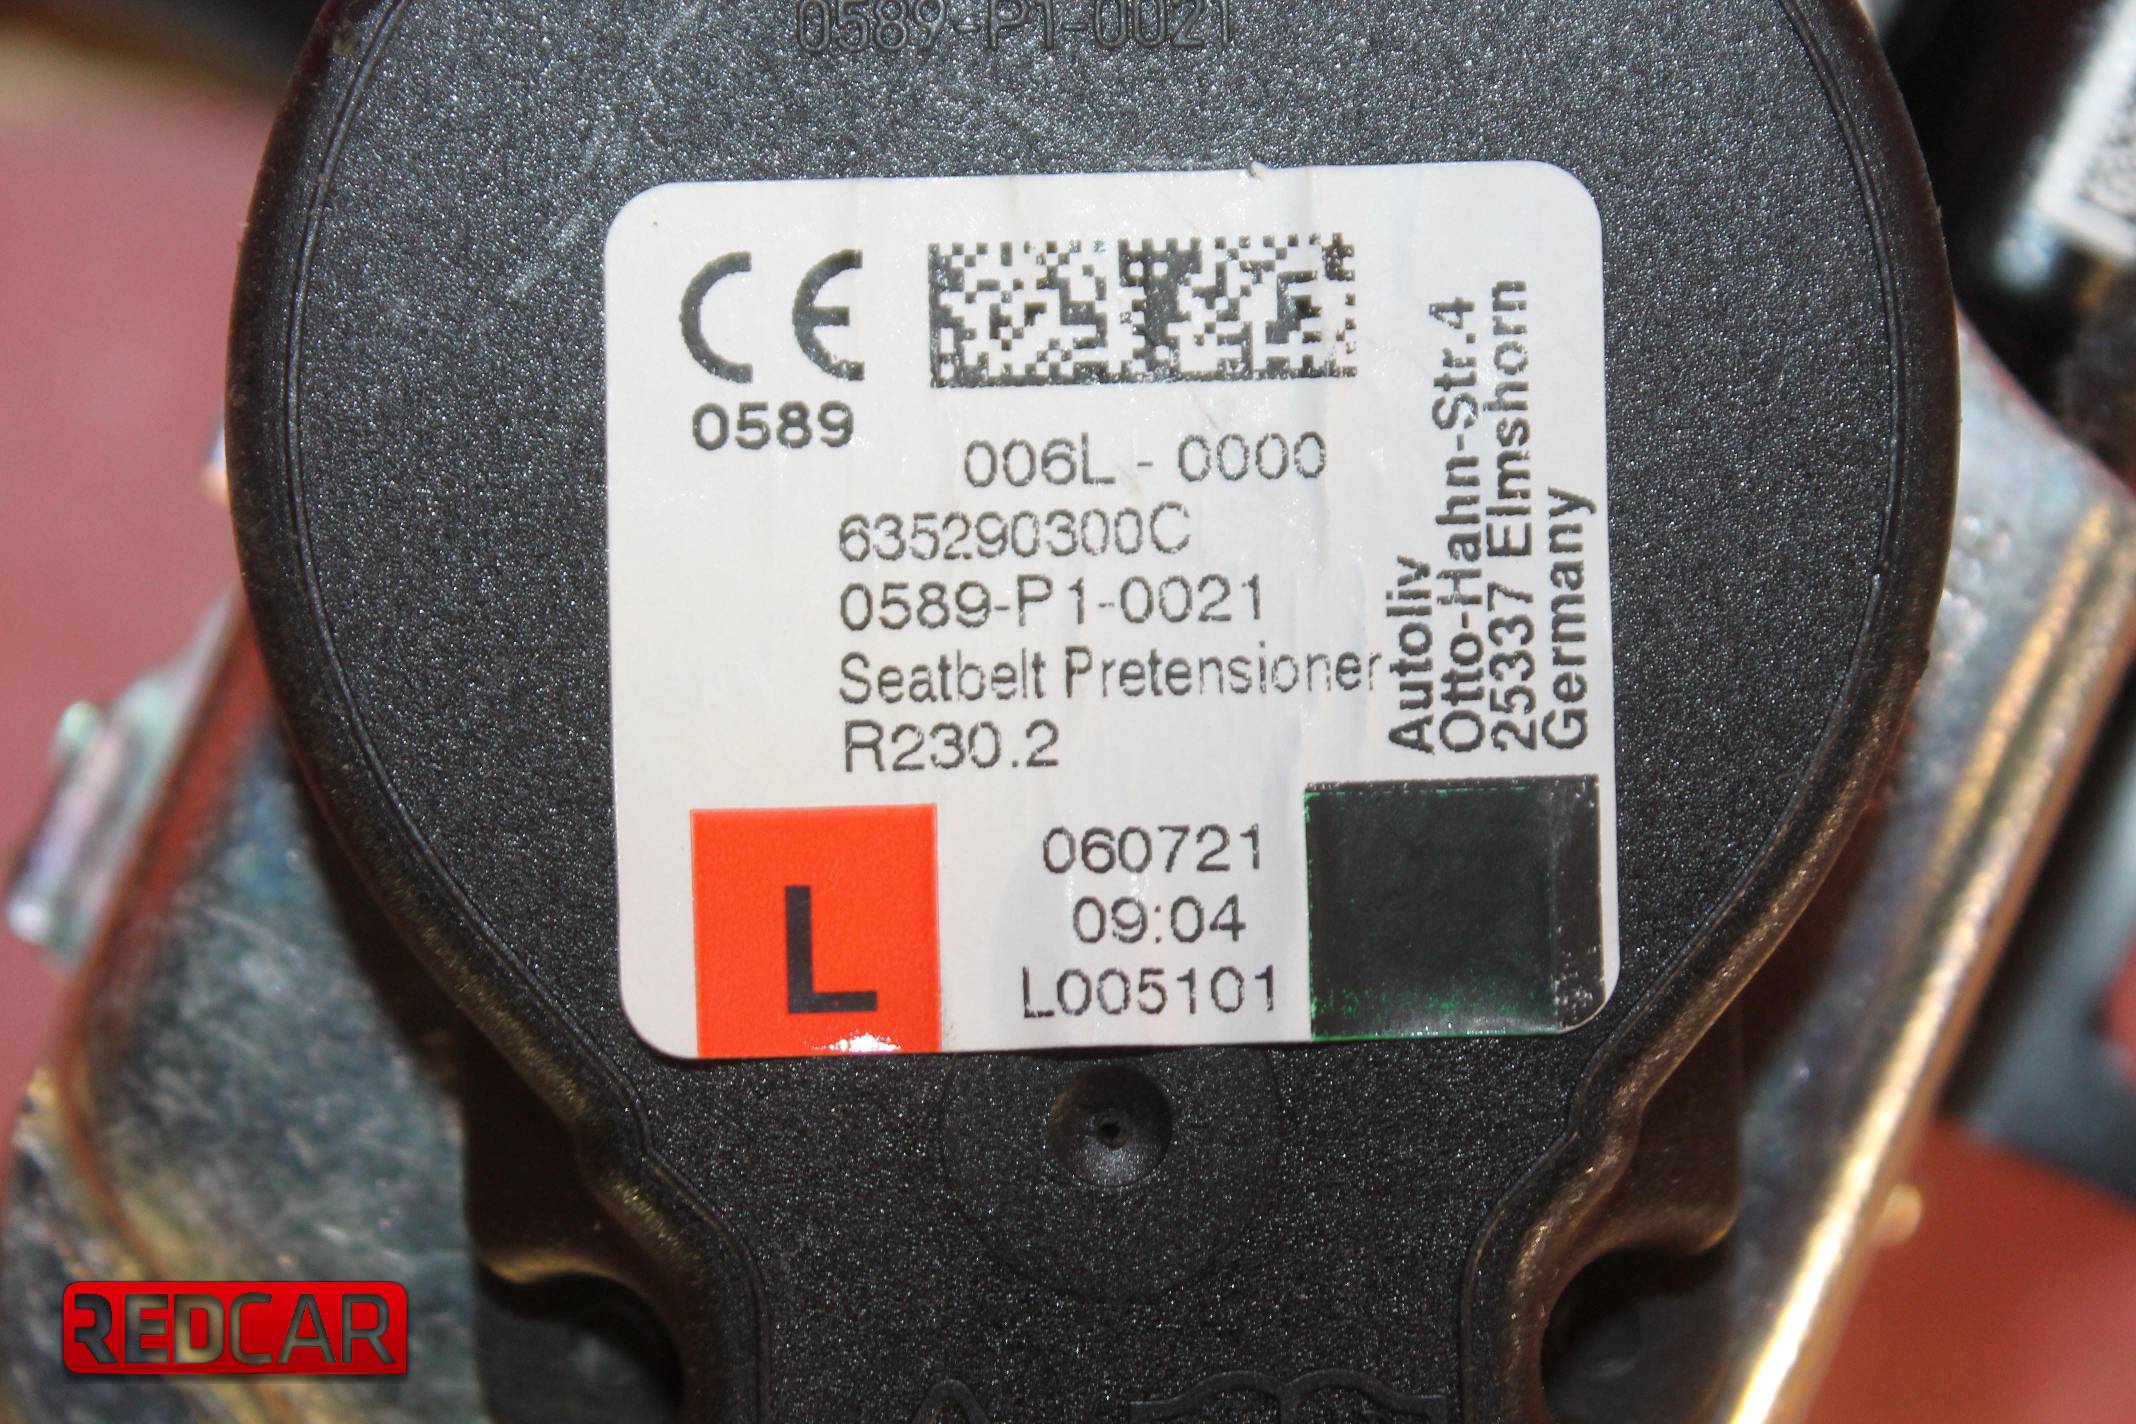 0589-P1-0021
CE
0589
006L - 0000
635290300C
0589-P1-0021
Seatbelt Pretensioner
R230.2
Autoliv
Otto-Hahn-Str.4
25337 Elmshorn
Germany
L
060721
09:04
L005101
REDCAR